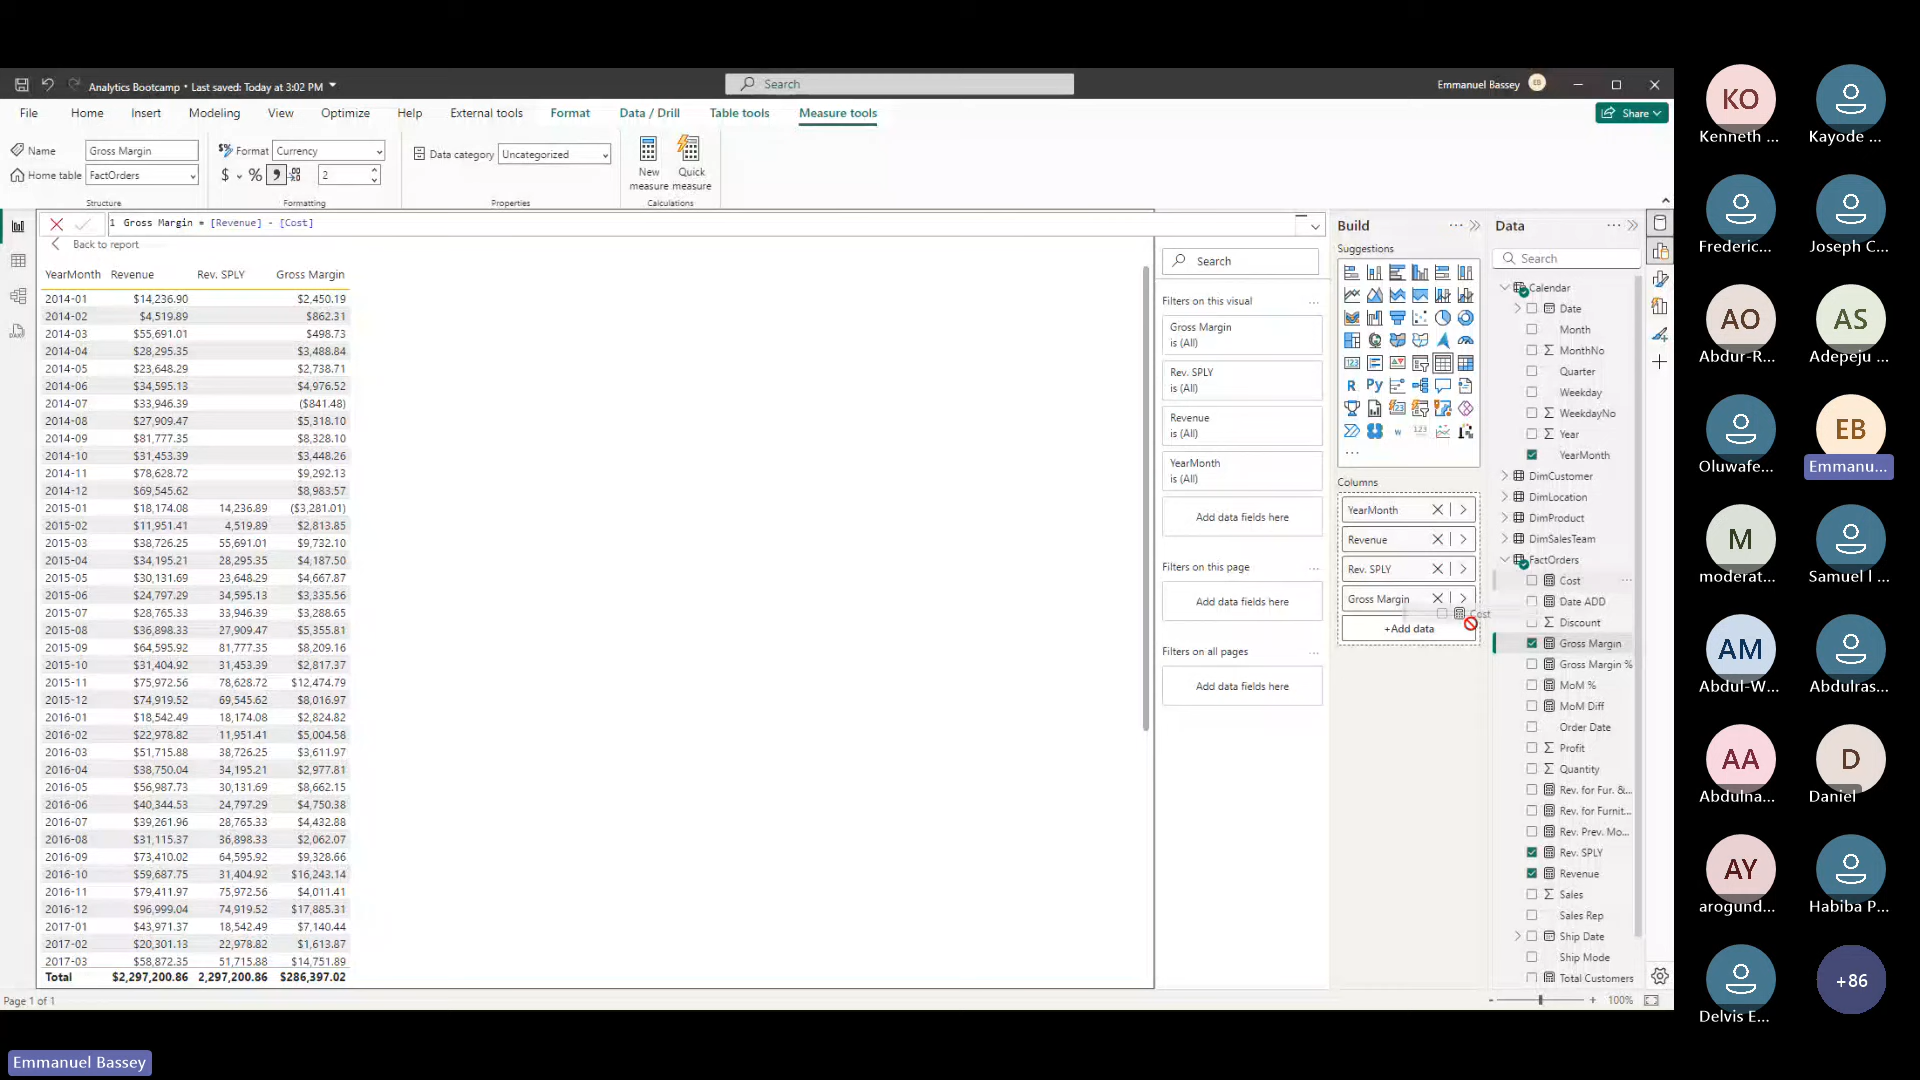 Analytics Bootcamp • Last saved: Today at 3:02 PM
Search
Emmanuel Bassey
EB
File Home Insert Modeling View Optimize Help External tools Format Data / Drill Table tools Measure tools
Share
Name Gross Margin
Format Currency
Data category Uncategorized
Home table FactOrders
$ % 2
New measure
Quick measure
Structure Formatting Properties Calculations
1 Gross Margin = [Revenue] - [Cost]
Back to report
YearMonth Revenue Rev. SPLY Gross Margin
2014-01 $14,236.90 $2,450.19
2014-02 $4,519.89 $862.31
2014-03 $55,691.01 $498.73
2014-04 $28,295.35 $3,488.84
2014-05 $23,648.29 $2,738.71
2014-06 $34,595.13 $4,976.52
2014-07 $33,946.39 ($841.48)
2014-08 $27,909.47 $5,318.10
2014-09 $81,777.35 $8,328.10
2014-10 $31,453.39 $3,448.26
2014-11 $78,628.72 $9,292.13
2014-12 $69,545.62 $8,983.57
2015-01 $18,174.08 14,236.89 ($3,281.01)
2015-02 $11,951.41 4,519.89 $2,813.85
2015-03 $38,726.25 55,691.01 $9,732.10
2015-04 $34,195.21 28,295.35 $4,187.50
2015-05 $30,131.69 23,648.29 $4,667.87
2015-06 $24,797.29 34,595.13 $3,335.56
2015-07 $28,765.33 33,946.39 $3,288.65
2015-08 $36,898.33 27,909.47 $5,355.81
2015-09 $64,595.92 81,777.35 $8,209.16
2015-10 $31,404.92 31,453.39 $2,817.37
2015-11 $75,972.56 78,628.72 $12,474.79
2015-12 $74,919.52 69,545.62 $8,016.97
2016-01 $18,542.49 18,174.08 $2,824.82
2016-02 $22,978.82 11,951.41 $5,004.58
2016-03 $51,715.88 38,726.25 $3,611.97
2016-04 $38,750.04 34,195.21 $2,977.81
2016-05 $56,987.73 30,131.69 $8,662.15
2016-06 $40,344.53 24,797.29 $4,750.38
2016-07 $39,261.96 28,765.33 $4,432.88
2016-08 $31,115.37 36,898.33 $2,062.07
2016-09 $73,410.02 64,595.92 $9,328.66
2016-10 $59,687.75 31,404.92 $16,243.14
2016-11 $79,411.97 75,972.56 $4,011.41
2016-12 $96,999.04 74,919.52 $17,885.31
2017-01 $43,971.37 18,542.49 $7,140.44
2017-02 $20,301.13 22,978.82 $1,613.87
2017-03 $58,872.35 51,715.88 $14,751.89
Total $2,297,200.86 2,297,200.86 $286,397.02
Page 1 of 1
Search
Filters on this visual
Gross Margin
is (All)
Rev. SPLY
is (All)
Revenue
is (All)
YearMonth
is (All)
Add data fields here
Filters on this page
Add data fields here
Filters on all pages
Add data fields here
Build
Suggestions
R Py
Columns
YearMonth
Revenue
Rev. SPLY
Gross Margin
Cost
+Add data
Data
Search
Calendar
Date
Month
MonthNo
Quarter
Weekday
WeekdayNo
Year
YearMonth
DimCustomer
DimLocation
DimProduct
DimSalesTeam
FactOrders
Cost
Date ADD
Discount
Gross Margin
Gross Margin %
MoM %
MoM Diff
Order Date
Profit
Quantity
Rev. for Fur. &...
Rev. for Furnit...
Rev. Prev. Mo...
Rev. SPLY
Revenue
Sales
Sales Rep
Ship Date
Ship Mode
Total Customers
- + 100%
KO
Kenneth ...
Kayode ...
Frederic...
Joseph C...
AO
Abdur-R...
AS
Adepeju ...
Oluwafe...
EB
Emmanu...
M
moderat...
Samuel I ...
AM
Abdul-W...
Abdulras...
AA
Abdulna...
D
Daniel
AY
arogund...
Habiba P...
Delvis E...
+86
Emmanuel Bassey